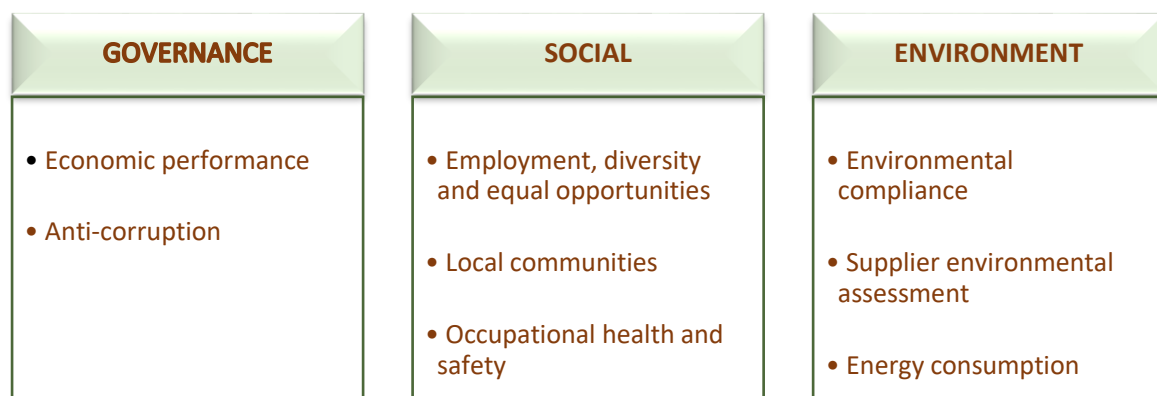 GOVERNANCE
• Economic performance
• Anti-corruption
SOCIAL
• Employment, diversity
and equal opportunities
• Local communities
• Occupational health and
safety
ENVIRONMENT
• Environmental
compliance
• Supplier environmental
assessment
• Energy consumption